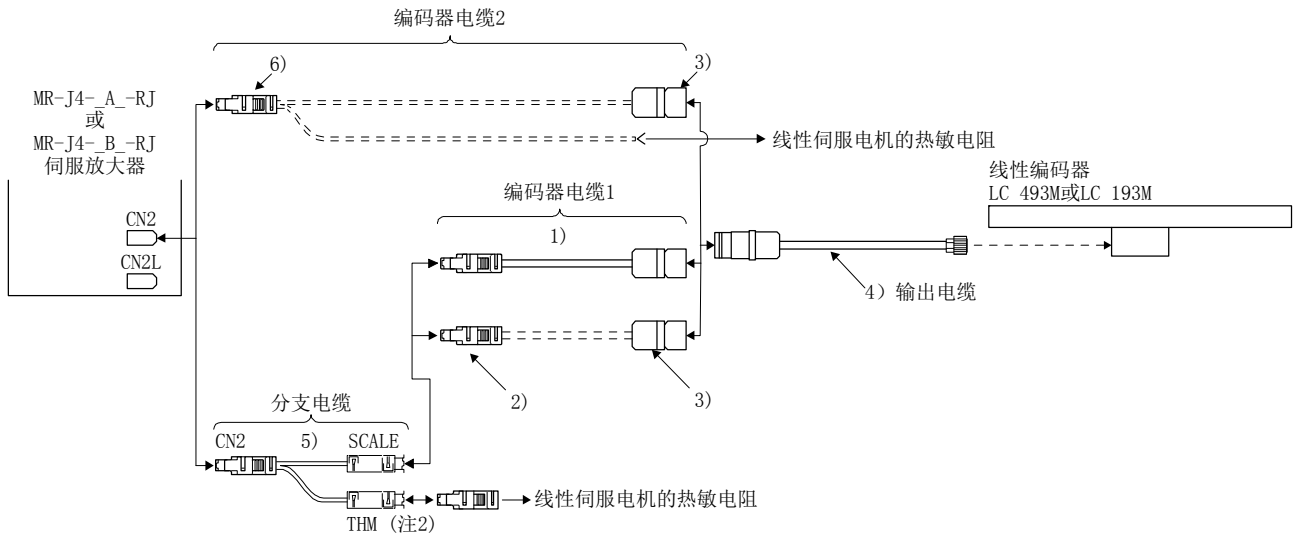 编码器电缆2
6)
3)
MR-J4-_A_-RJ
或
MR-J4-_B_-RJ
伺服放大器
线性伺服电机的热敏电阻
线性编码器
LC 493M或LC 193M
编码器电缆1
1)
CN2
CN2L
4) 输出电缆
2)
3)
分支电缆
CN2
5)
SCALE
线性伺服电机的热敏电阻
THM (注2)